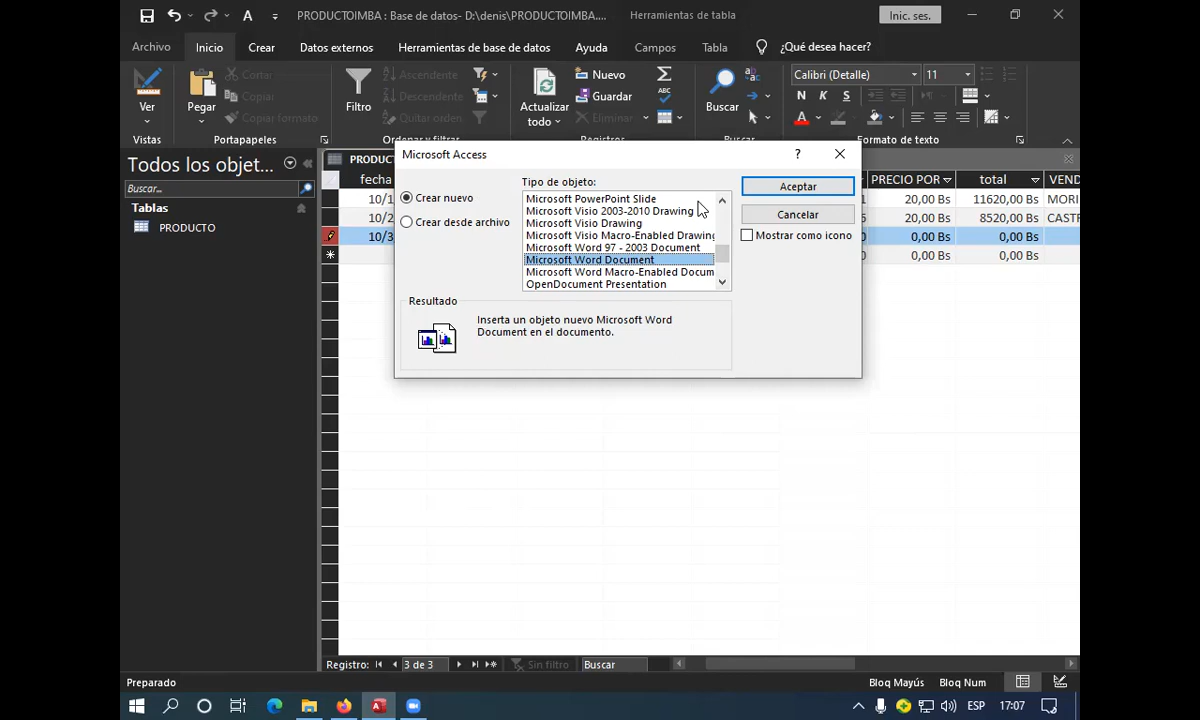 A PRODUCTOIMBA : Base de datos- D:\denis\PRODUCTOIMBA.... Herramientas de tabla Inic. ses.
Archivo Inicio Crear Datos externos Herramientas de base de datos Ayuda Campos Tabla ¿Qué desea hacer?
Ver
Vistas
Pegar
Cortar
Copiar
Copiar formato
Portapapeles
Filtro
Ascendente
Descendente
Quitar orden
Ordenar y filtrar
Actualizar
todo
Nuevo
Guardar
Eliminar
Registros
Buscar
Buscar
Calibri (Detalle) 11
N K S
A
Formato de texto
Todos los objet...
Buscar...
Tablas
PRODUCTO
PRODUCT
fecha PRECIO POR total VEND
10/1 1 20,00 Bs 11620,00 Bs MORI
10/2 6 20,00 Bs 8520,00 Bs CAST
10/3 0 0,00 Bs 0,00 Bs
0 0,00 Bs 0,00 Bs
Microsoft Access ?
Crear nuevo
Crear desde archivo
Tipo de objeto:
Microsoft PowerPoint Slide
Microsoft Visio 2003-2010 Drawing
Microsoft Visio Drawing
Microsoft Visio Macro-Enabled Drawing
Microsoft Word 97 - 2003 Document
Microsoft Word Document
Microsoft Word Macro-Enabled Docum
OpenDocument Presentation
Aceptar
Cancelar
Mostrar como icono
Resultado
Inserta un objeto nuevo Microsoft Word
Document en el documento.
Registro: 3 de 3 Sin filtro Buscar
Preparado Bloq Mayús Bloq Num
ESP 17:07